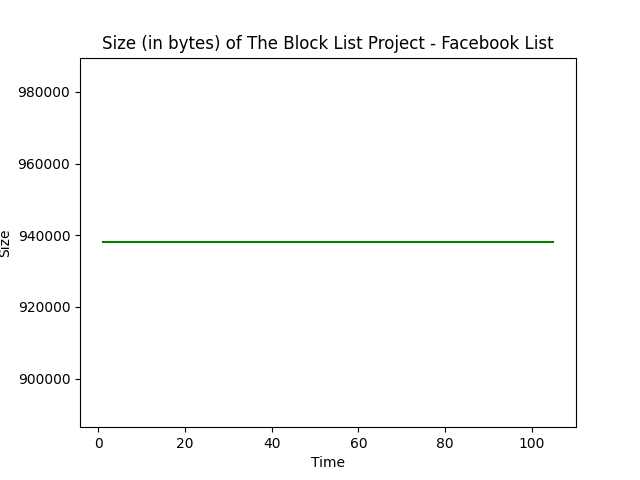 Size (in bytes) of The Block List Project - Facebook List
980000
960000
940000
920000
900000
Size
0 20 40 60 80 100
Time